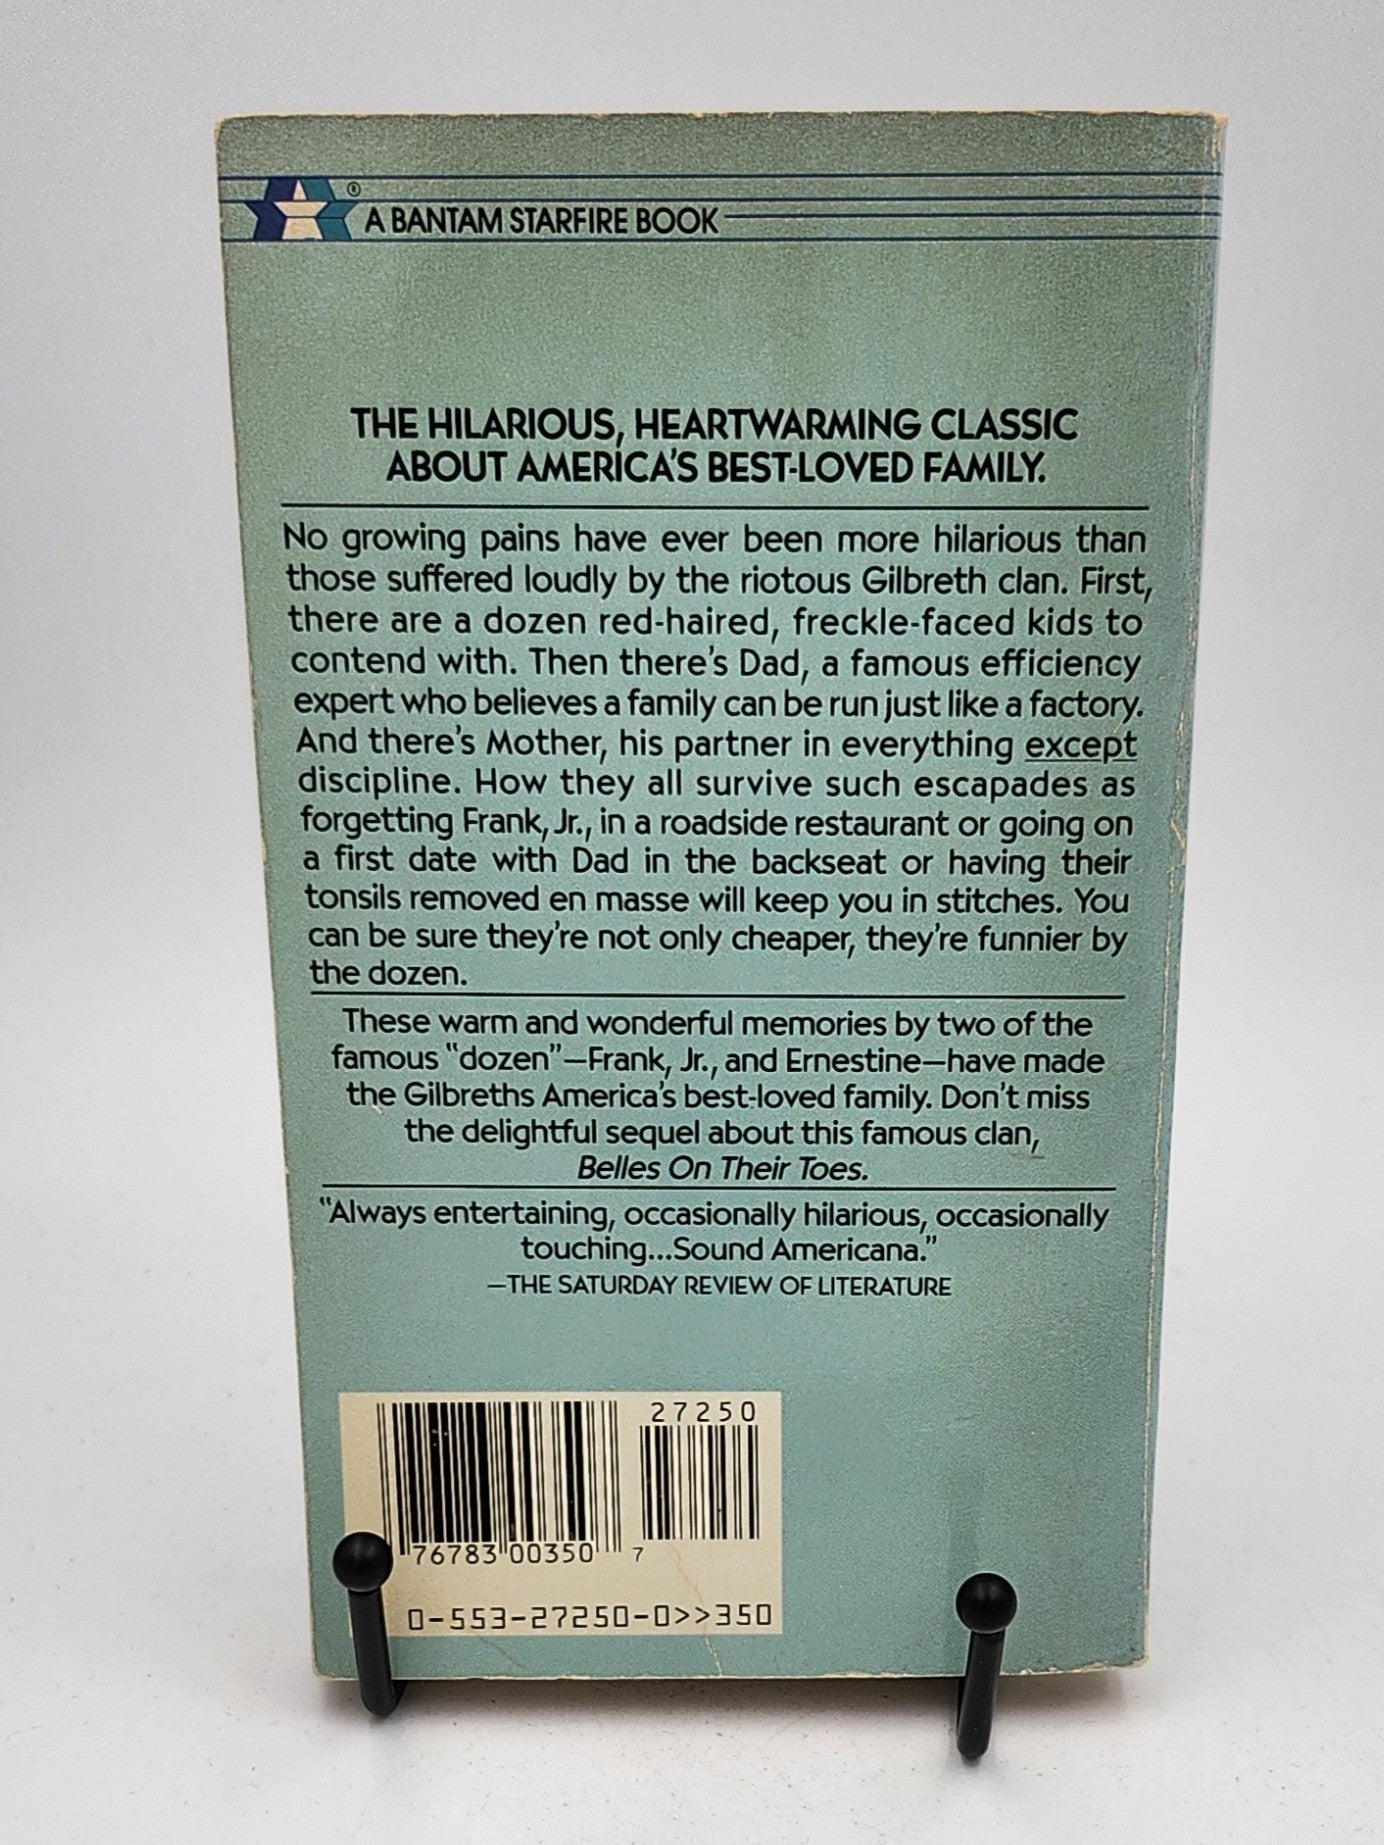 ®
A BANTAM STARFIRE BOOK
THE HILARIOUS, HEARTWARMING CLASSIC
ABOUT AMERICA'S BEST-LOVED FAMILY.
No growing pains have ever been more hilarious than
those suffered loudly by the riotous Gilbreth clan. First,
there are a dozen red-haired, freckle-faced kids to
contend with. Then there's Dad, a famous efficiency
expert who believes a family can be run just like a factory.
And there's Mother, his partner in everything except
discipline. How they all survive such escapades as
forgetting Frank, Jr., in a roadside restaurant or going on
a first date with Dad in the backseat or having their
tonsils removed en masse will keep you in stitches. You
can be sure they're not only cheaper, they're funnier by
the dozen.
These warm and wonderful memories by two of the
famous "dozen"—Frank, Jr., and Ernestine—have made
the Gilbreths America's best-loved family. Don't miss
the delightful sequel about this famous clan,
Belles On Their Toes.
"Always entertaining, occasionally hilarious, occasionally
touching...Sound Americana."
—THE SATURDAY REVIEW OF LITERATURE
27250
76783 00350 7
0-553-27250-0>>350